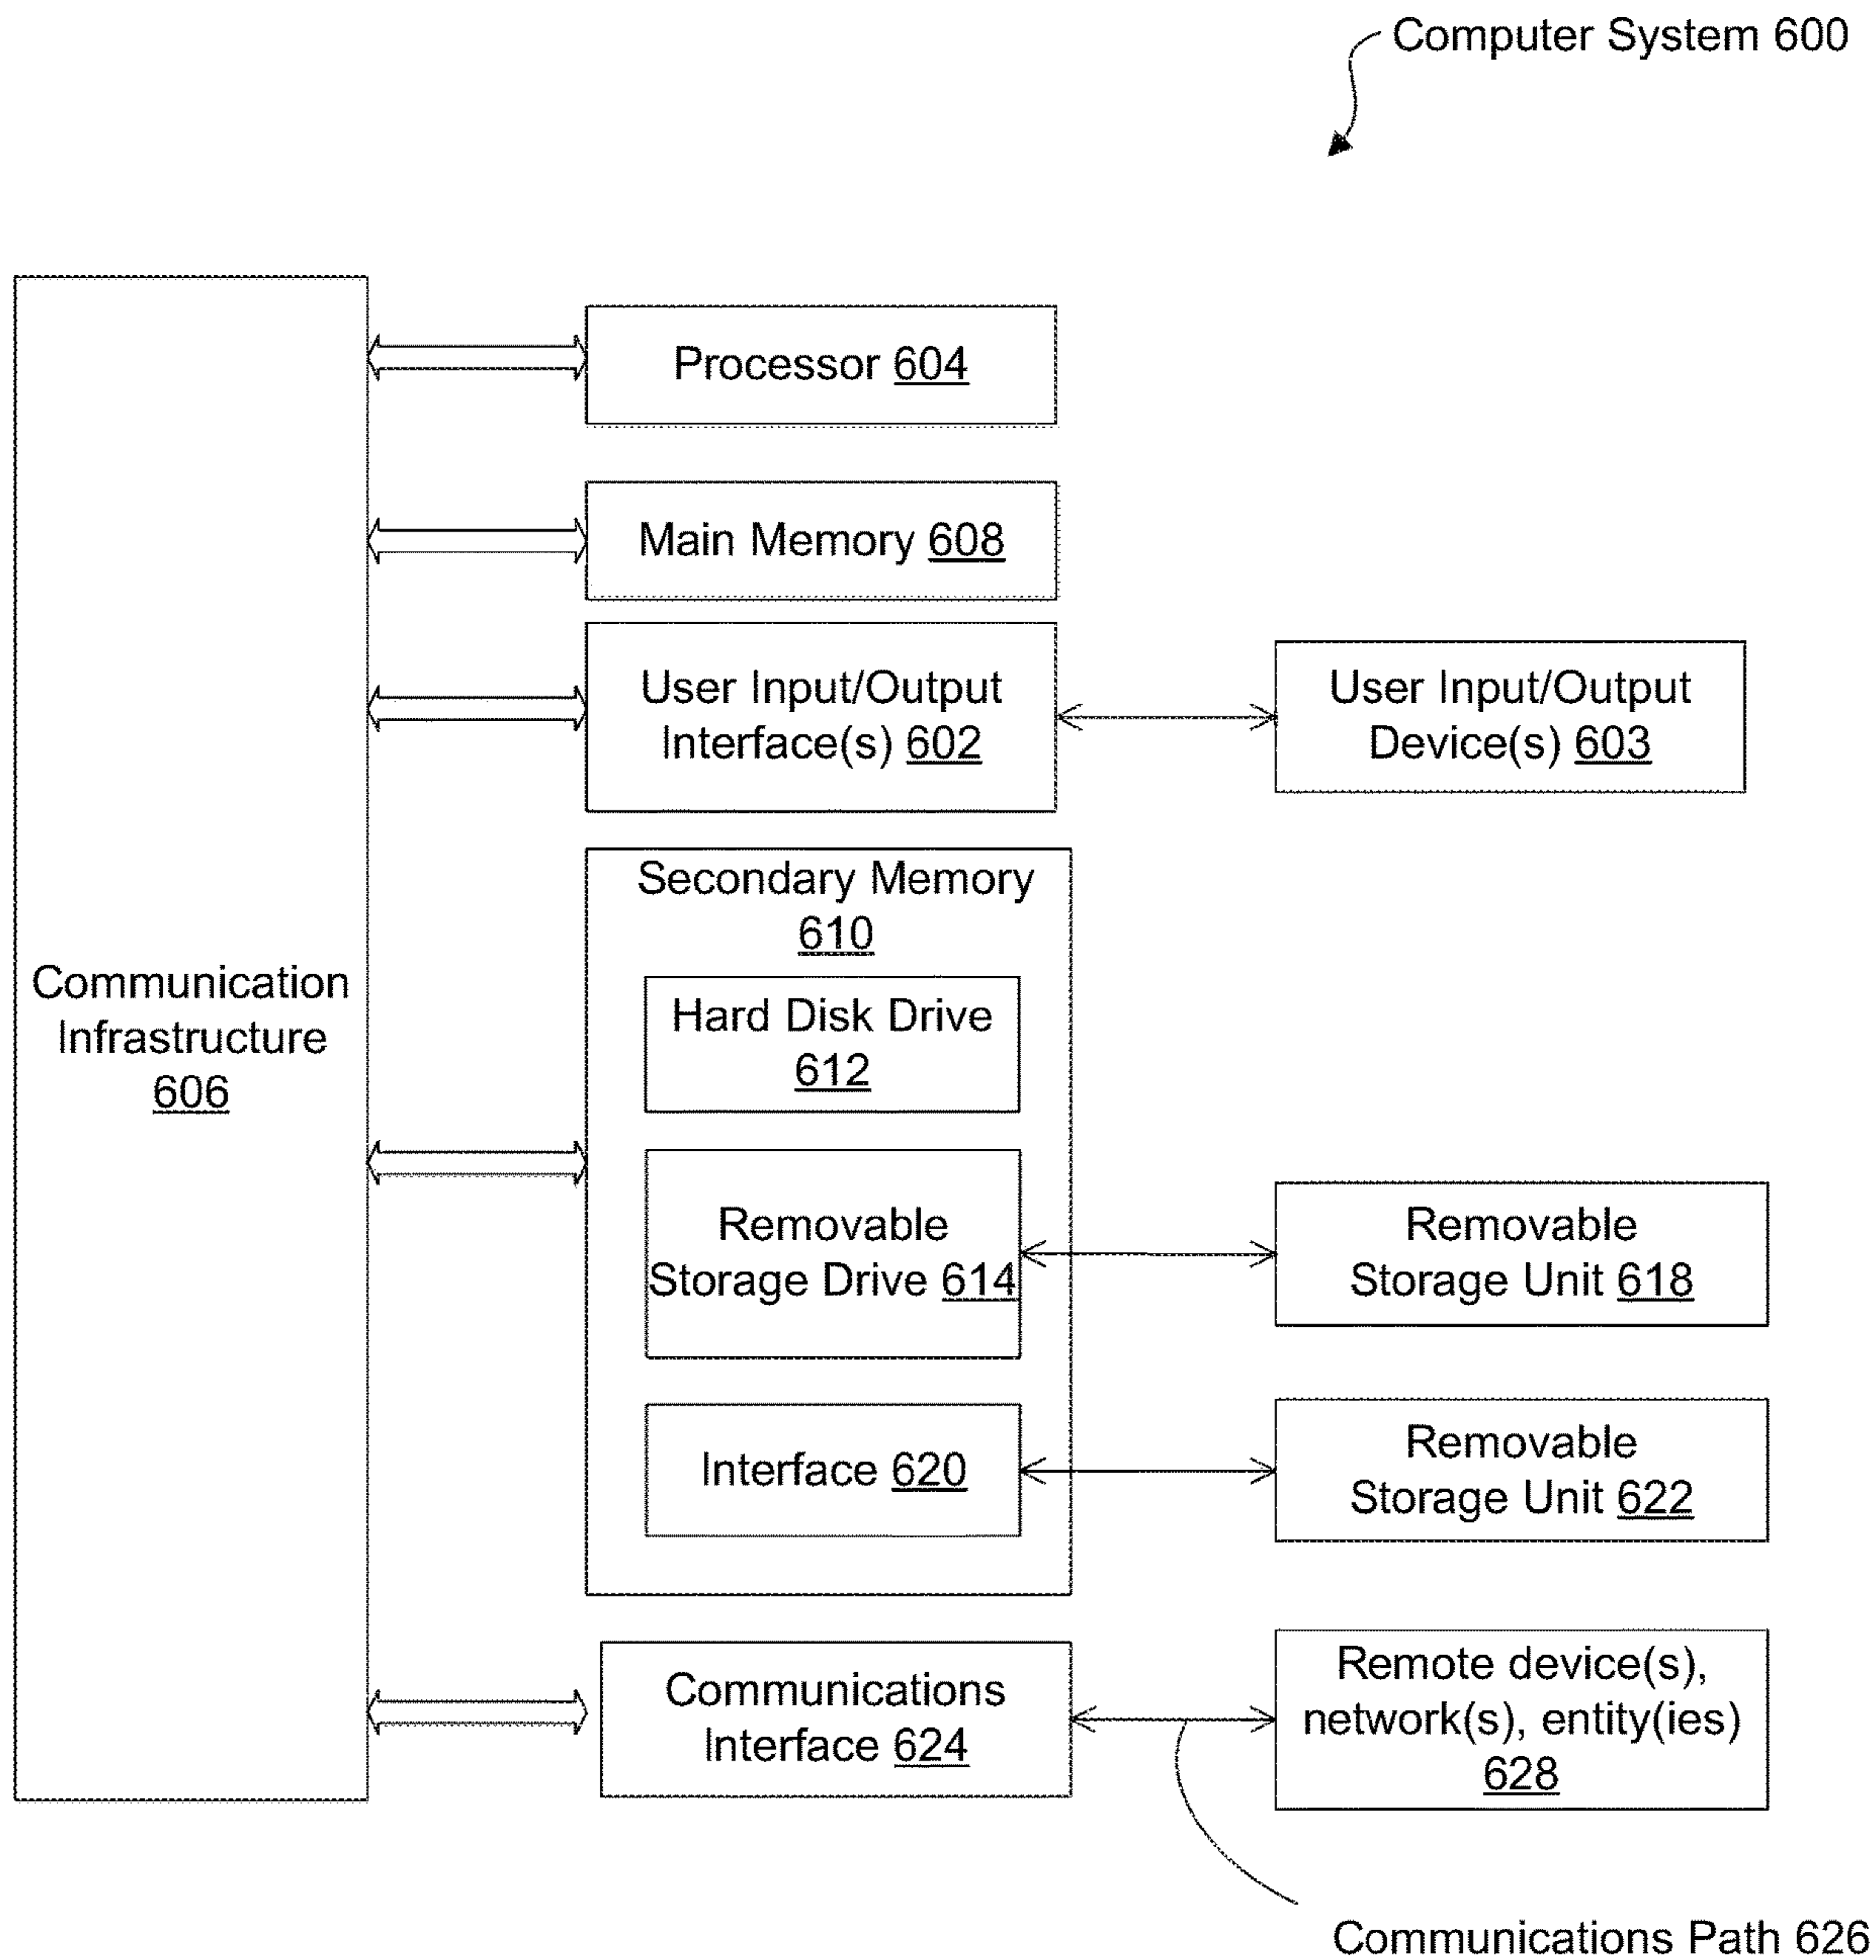 Computer System 600
Processor 604
Main Memory 608
User Input/Output
Interface(s) 602
User Input/Output
Device(s) 603
Secondary Memory
610
Hard Disk Drive
612
Communication
Infrastructure
606
Removable
Storage Drive 614
Removable
Storage Unit 618
Interface 620
Removable
Storage Unit 622
Communications
Interface 624
Remote device(s),
network(s), entity(ies)
628
Communications Path 626